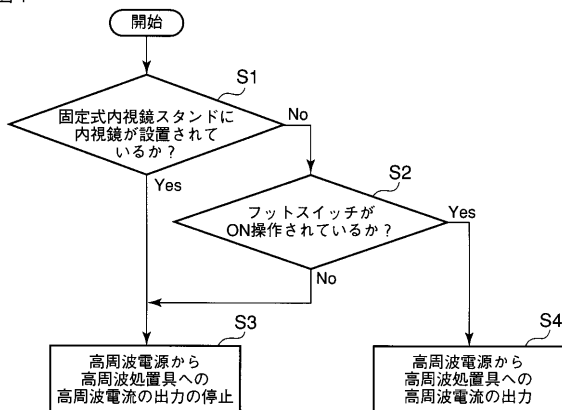 開始
S1
固定式内視鏡スタンドに
内視鏡が設置されて
いるか？
No
Yes
S2
フットスイッチが
ON操作されているか？
Yes
No
S3
高周波電源から
高周波処置具への
高周波電流の出力の停止
S4
高周波電源から
高周波処置具への
高周波電流の出力